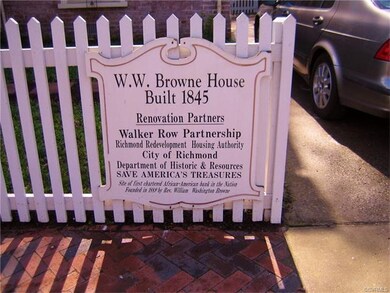 W.W. Browne House
Built 1845
Renovation Partners
Walker Row Partnership
Richmond Redevelopment Housing Authority
City of Richmond
Department of Historic & Resources
SAVE AMERICA'S TREASURES
Site of First chartered African-American bank in the Nation
Founded in 1889 by Rev. William Washington Browne